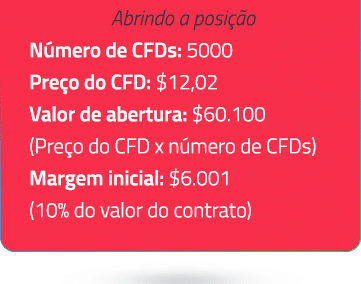 Abrindo a posição
Número de CFDs: 5000
Preço do CFD: $12,02
Valor de abertura: $60.100
(Preço do CFD x número de CFDs)
Margem inicial: $6.001
(10% do valor do contrato)